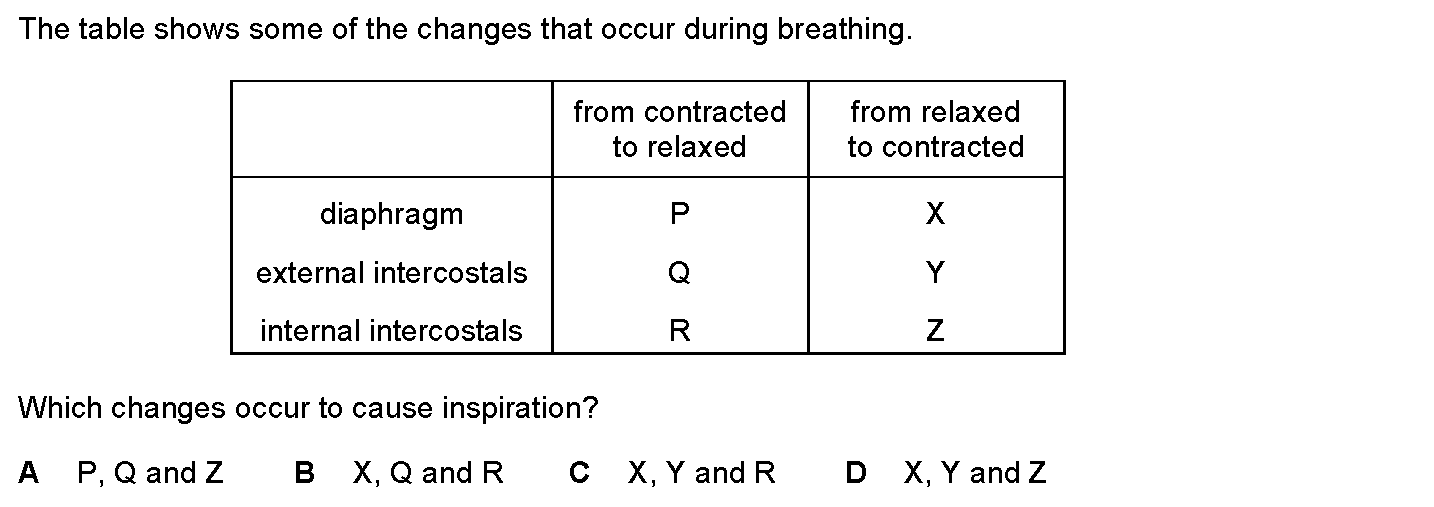 The table shows some of the changes that occur during breathing.
from contracted to relaxed
from relaxed to contracted
diaphragm P X
external intercostals Q Y
internal intercostals R Z
Which changes occur to cause inspiration?
A P, Q and Z B X, Q and R C X, Y and R D X, Y and Z